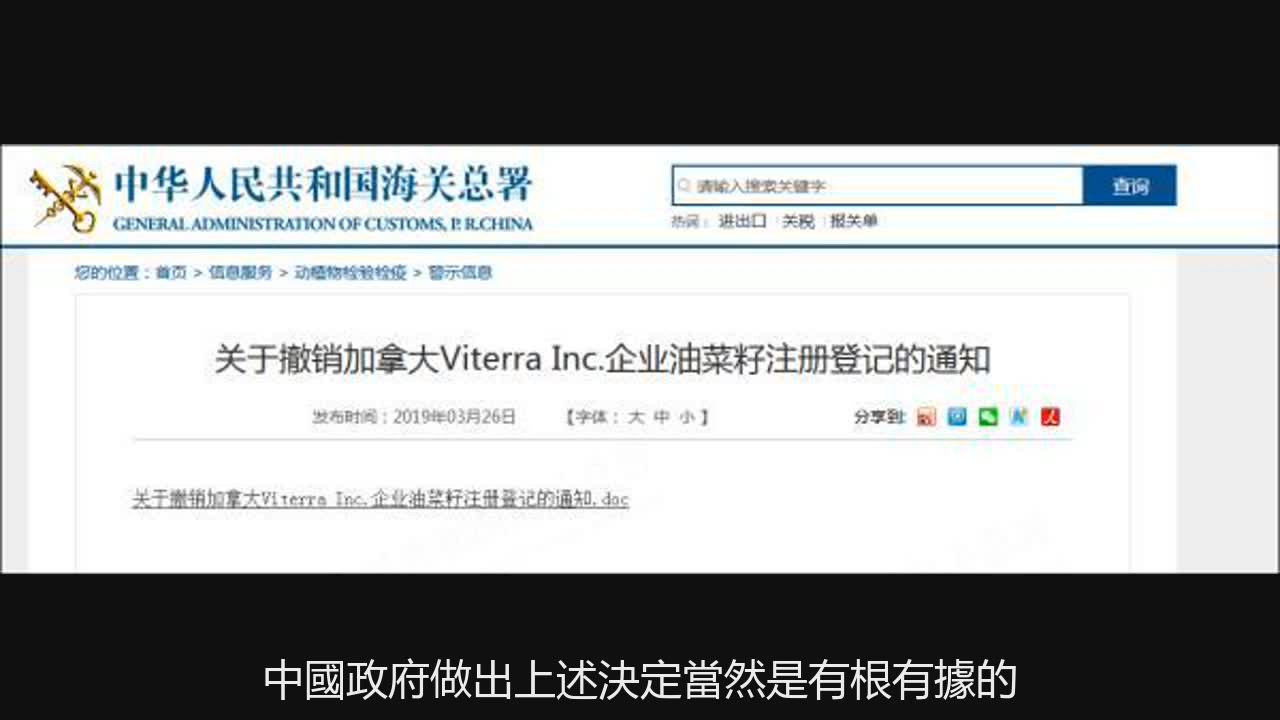 中华人民共和国海关总署
GENERAL ADMINISTRATION OF CUSTOMS, P. R.CHINA
请输入搜索关键字
查询
热词： 进出口 关税 报关单
您的位置：首页 > 信息服务 > 动植物检验检疫 > 警示信息
关于撤销加拿大Viterra Inc.企业油菜籽注册登记的通知
发布时间：2019年03月26日 【字体： 大 中 小 】 分享到:
关于撤销加拿大Viterra Inc.企业油菜籽注册登记的通知.doc
中國政府做出上述決定當然是有根有據的